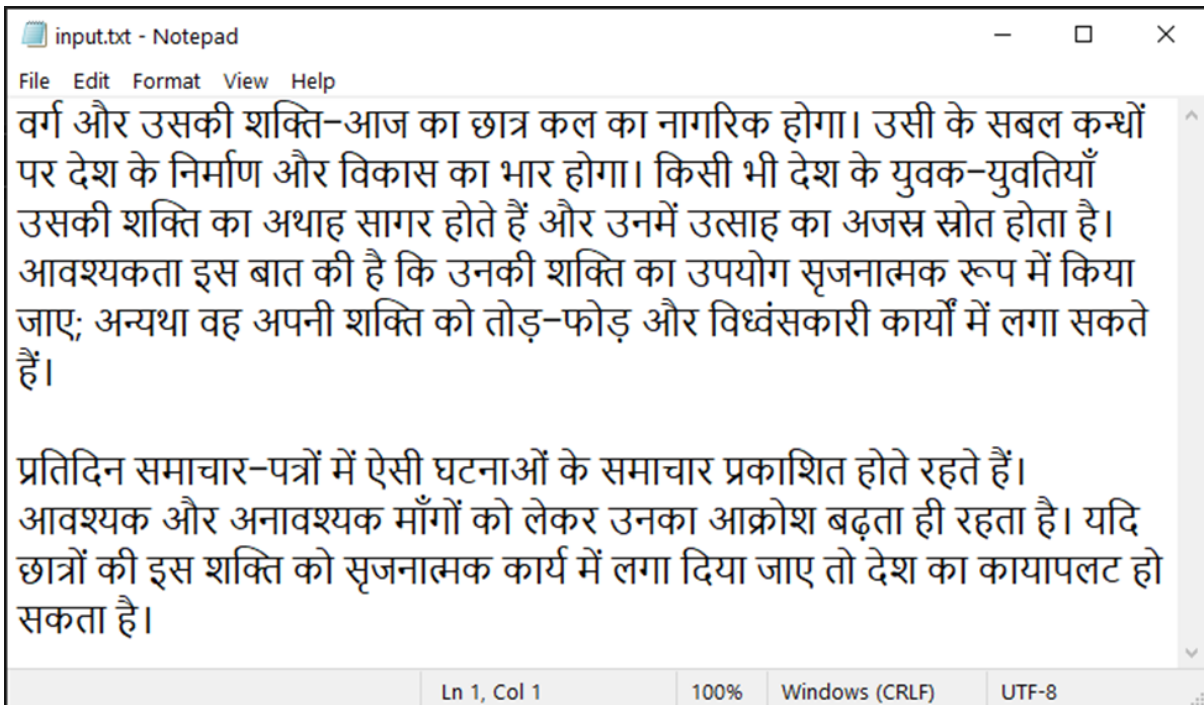 input.txt - Notepad
File Edit Format View Help
वर्ग और उसकी शक्ति-आज का छात्र कल का नागरिक होगा। उसी के सबल कन्धों
पर देश के निर्माण और विकास का भार होगा। किसी भी देश के युवक-युवतियाँ
उसकी शक्ति का अथाह सागर होते हैं और उनमें उत्साह का अजस्र स्रोत होता है।
आवश्यकता इस बात की है कि उनकी शक्ति का उपयोग सृजनात्मक रूप में किया
जाए; अन्यथा वह अपनी शक्ति को तोड़-फोड़ और विध्वंसकारी कार्यों में लगा सकते
हैं।
प्रतिदिन समाचार-पत्रों में ऐसी घटनाओं के समाचार प्रकाशित होते रहते हैं।
आवश्यक और अनावश्यक माँगों को लेकर उनका आक्रोश बढ़ता ही रहता है। यदि
छात्रों की इस शक्ति को सृजनात्मक कार्य में लगा दिया जाए तो देश का कायापलट हो
सकता है।
Ln 1, Col 1 100% Windows (CRLF) UTF-8